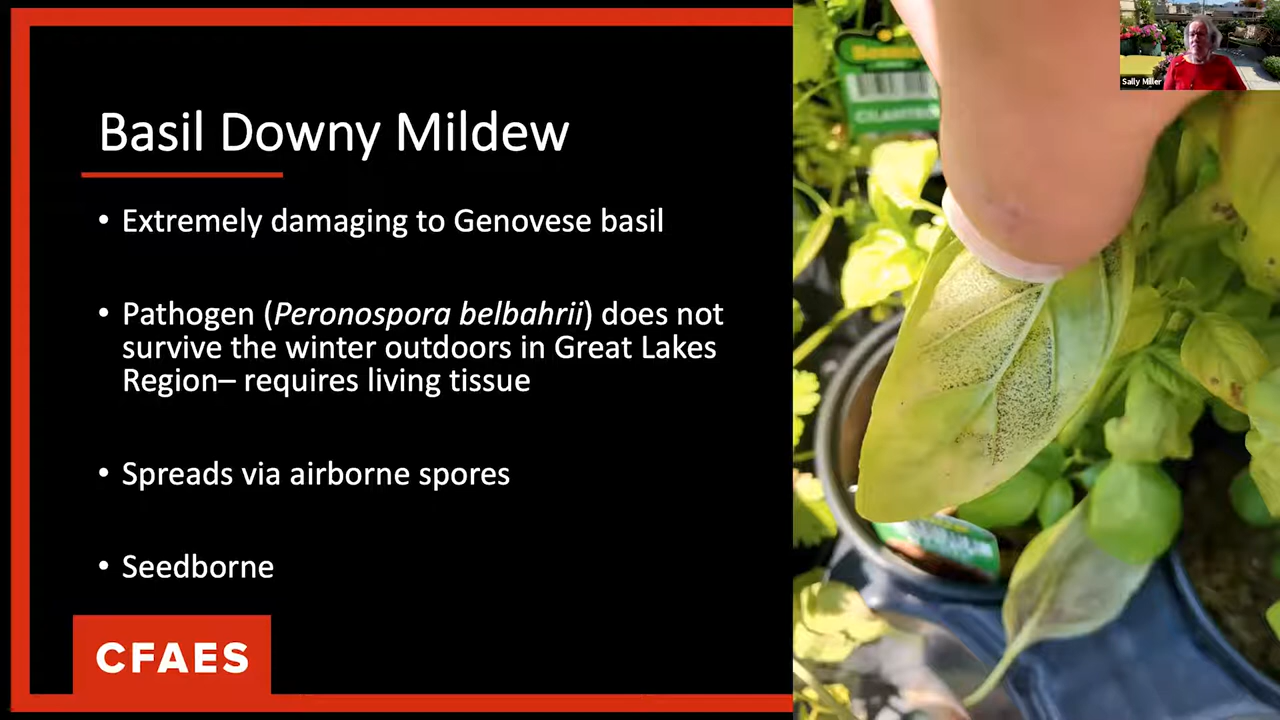 Sally Miller
Basil Downy Mildew
• Extremely damaging to Genovese basil
• Pathogen (Peronospora belbahrii) does not
survive the winter outdoors in Great Lakes
Region– requires living tissue
• Spreads via airborne spores
• Seedborne
CFAES
CILANTRO